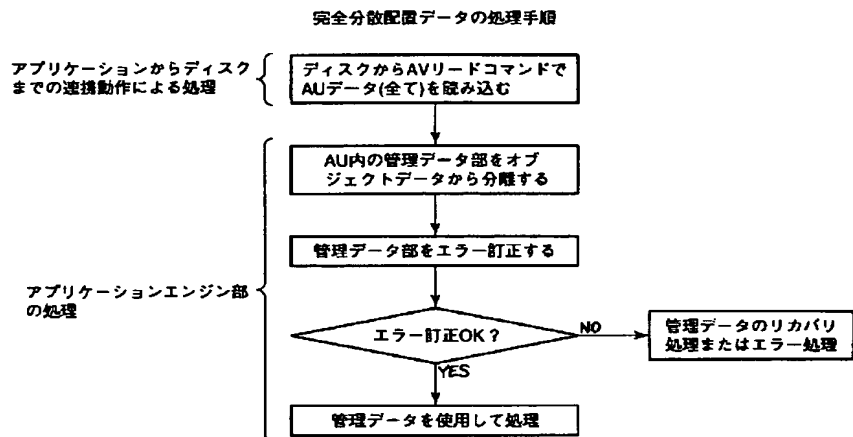 完全分散配置データの処理手順
アプリケーションからディスク
までの連携動作による処理
ディスクからAVリードコマンドで
AUデータ(全て)を読み込む
AU内の管理データ部をオブ
ジェクトデータから分離する
管理データ部をエラー訂正する
アプリケーションエンジン部
の処理
エラー訂正OK？
NO
管理データのリカバリ
処理またはエラー処理
YES
管理データを使用して処理